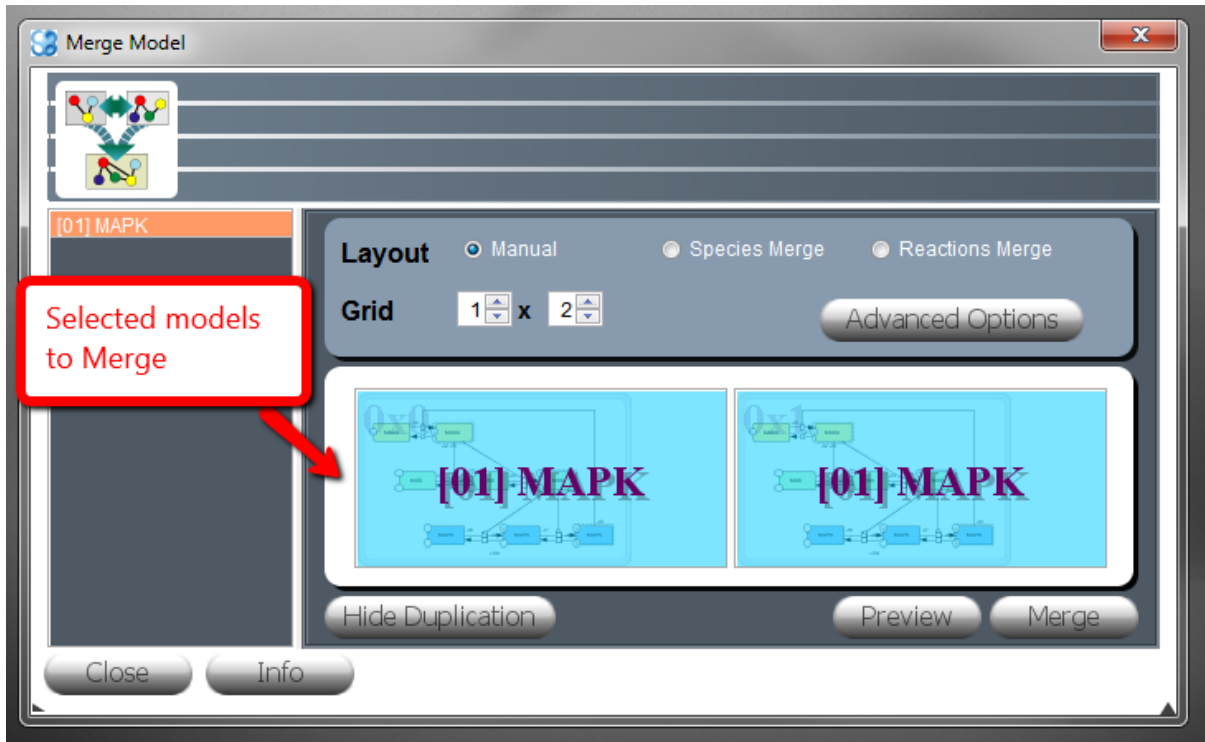 Merge Model
[01] MAPK
Layout
Manual
Species Merge
Reactions Merge
Grid
1 x 2
Advanced Options
Selected models
to Merge
0x0
[01] MAPK
0x1
[01] MAPK
Hide Duplication
Preview
Merge
Close
Info